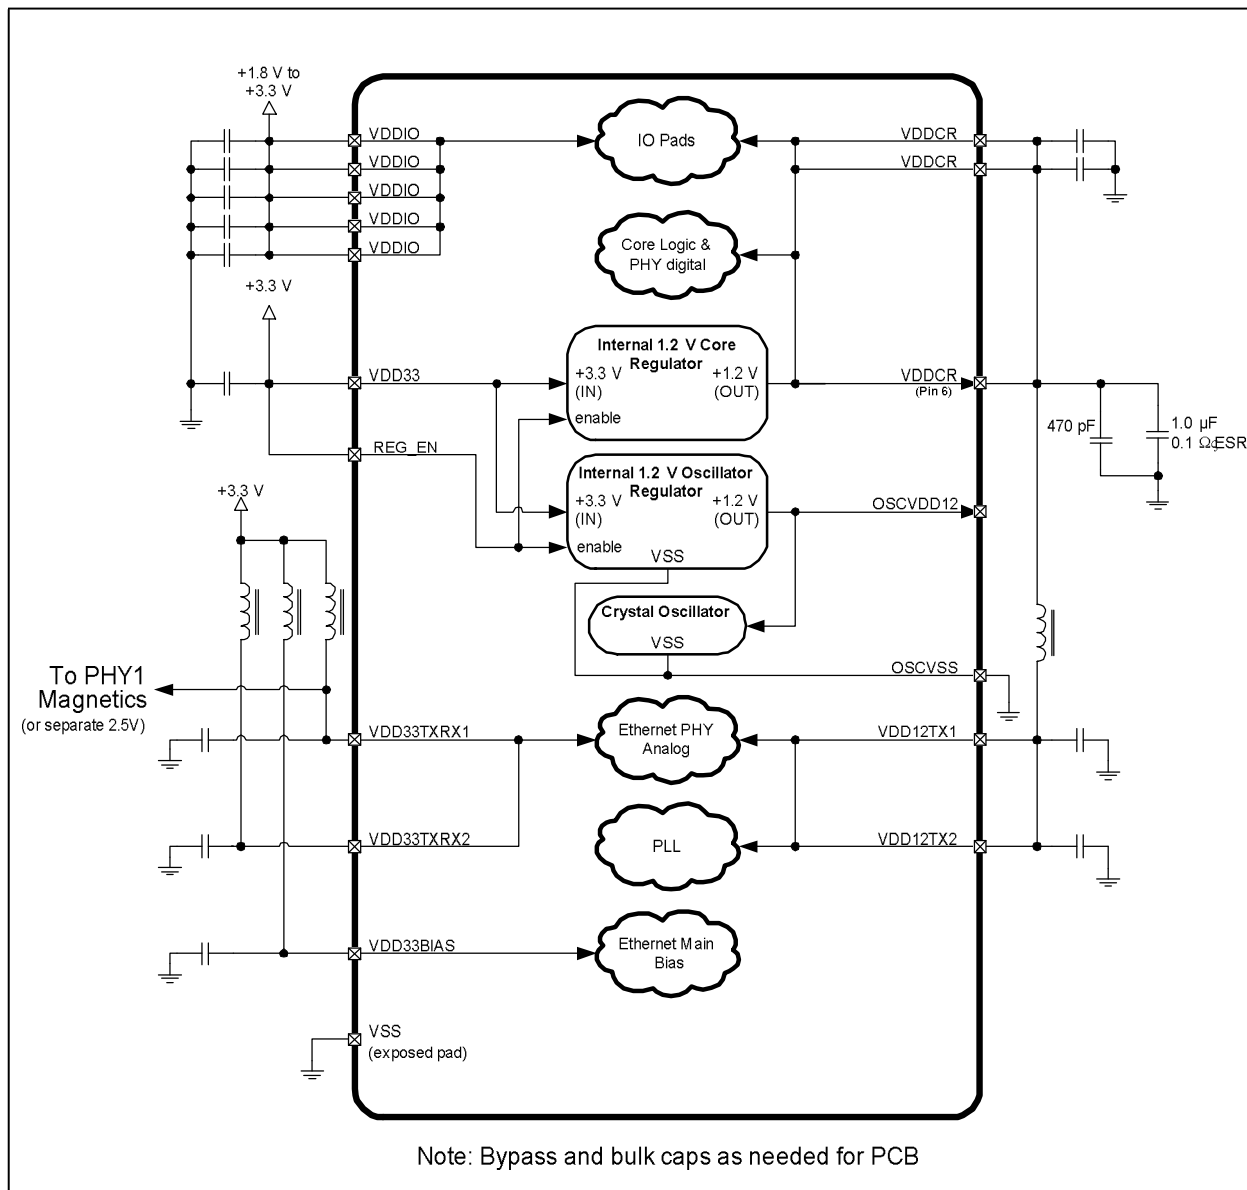 +1.8 V to
+3.3 V
VDDIO
VDDIO
VDDIO
VDDIO
VDDIO
IO Pads
VDDCR
VDDCR
Core Logic &
PHY digital
+3.3 V
Internal 1.2 V Core
Regulator
+3.3 V
(IN)
+1.2 V
(OUT)
enable
VDD33
VDDCR
(Pin 6)
470 pF
1.0 µF
0.1 Ω ESR
REG_EN
Internal 1.2 V Oscillator
Regulator
+3.3 V
(IN)
+1.2 V
(OUT)
enable
VSS
OSCVDD12
+3.3 V
Crystal Oscillator
VSS
OSCVSS
To PHY1
Magnetics
(or separate 2.5V)
VDD33TXRX1
Ethernet PHY
Analog
VDD12TX1
VDD33TXRX2
PLL
VDD12TX2
VDD33BIAS
Ethernet Main
Bias
VSS
(exposed pad)
Note: Bypass and bulk caps as needed for PCB